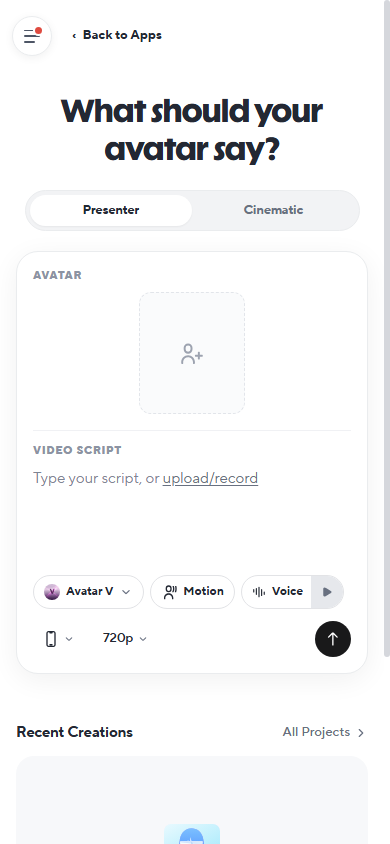 ‹ Back to Apps
What should your
avatar say?
Presenter
Cinematic
AVATAR
VIDEO SCRIPT
Type your script, or upload/record
Avatar V
Motion
Voice
720p
Recent Creations
All Projects